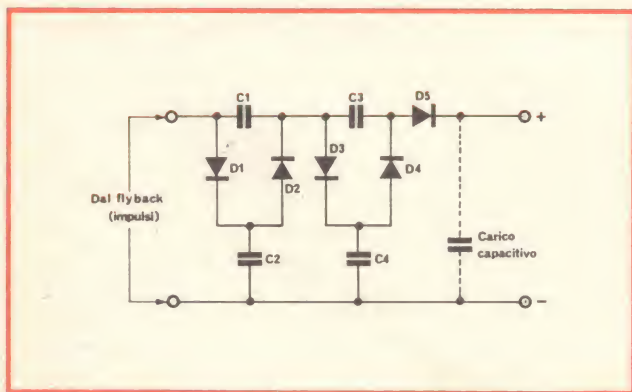 C1
C3
D5
+
D1
D2
D3
D4
Dal flyback
(impulsi)
C2
C4
Carico
capacitivo
-